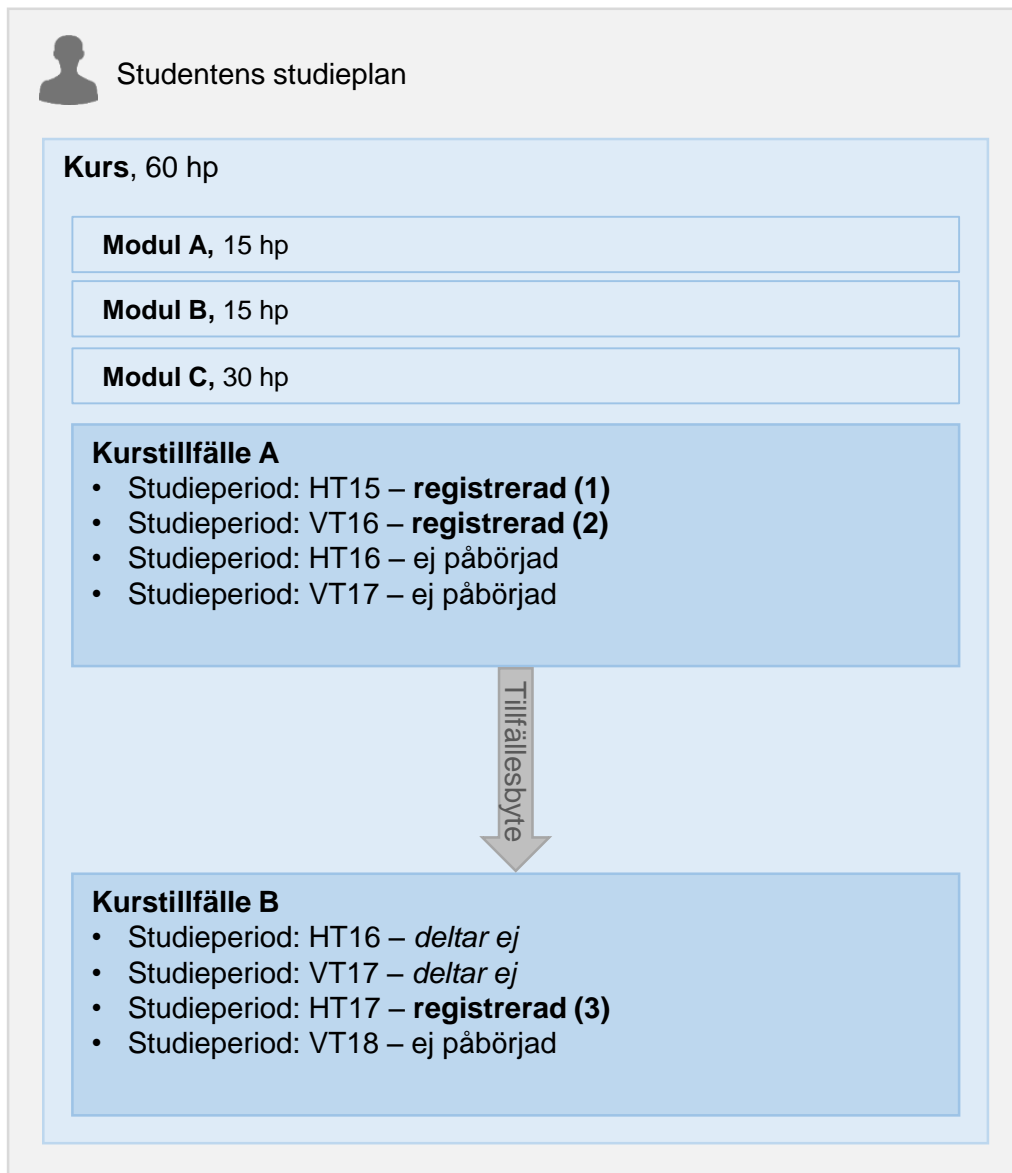 Studentens studieplan
Kurs, 60 hp
Modul A, 15 hp
Modul B, 15 hp
Modul C, 30 hp
Kurstillfälle A
• Studieperiod: HT15 – registrerad (1)
• Studieperiod: VT16 – registrerad (2)
• Studieperiod: HT16 – ej påbörjad
• Studieperiod: VT17 – ej påbörjad
Tillfällesbyte
Kurstillfälle B
• Studieperiod: HT16 – deltar ej
• Studieperiod: VT17 – deltar ej
• Studieperiod: HT17 – registrerad (3)
• Studieperiod: VT18 – ej påbörjad